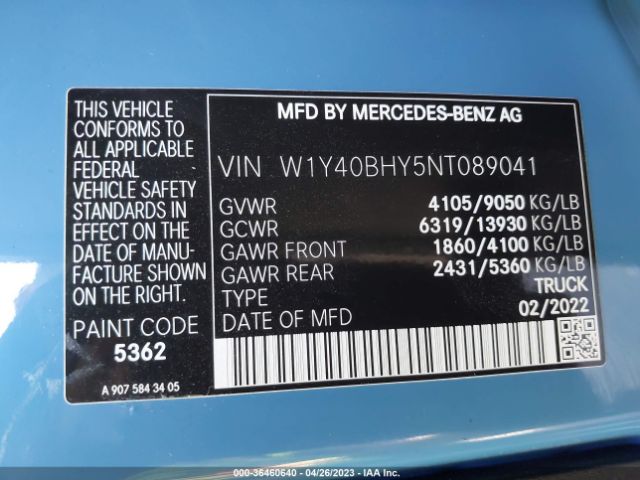 THIS VEHICLE
CONFORMS TO
ALL APPLICABLE
FEDERAL
VEHICLE SAFETY
STANDARDS IN
EFFECT ON THE
DATE OF MANU-
FACTURE SHOWN
ON THE RIGHT.
PAINT CODE
5362
A 907 584 34 05
MFD BY MERCEDES-BENZ AG
VIN W1Y40BHY5NT089041
GVWR 4105/9050 KG/LB
GCWR 6319/13930 KG/LB
GAWR FRONT 1860/4100 KG/LB
GAWR REAR 2431/5360 KG/LB
TYPE TRUCK
DATE OF MFD 02/2022
000-36460640 - 04/26/2023 - IAA Inc.